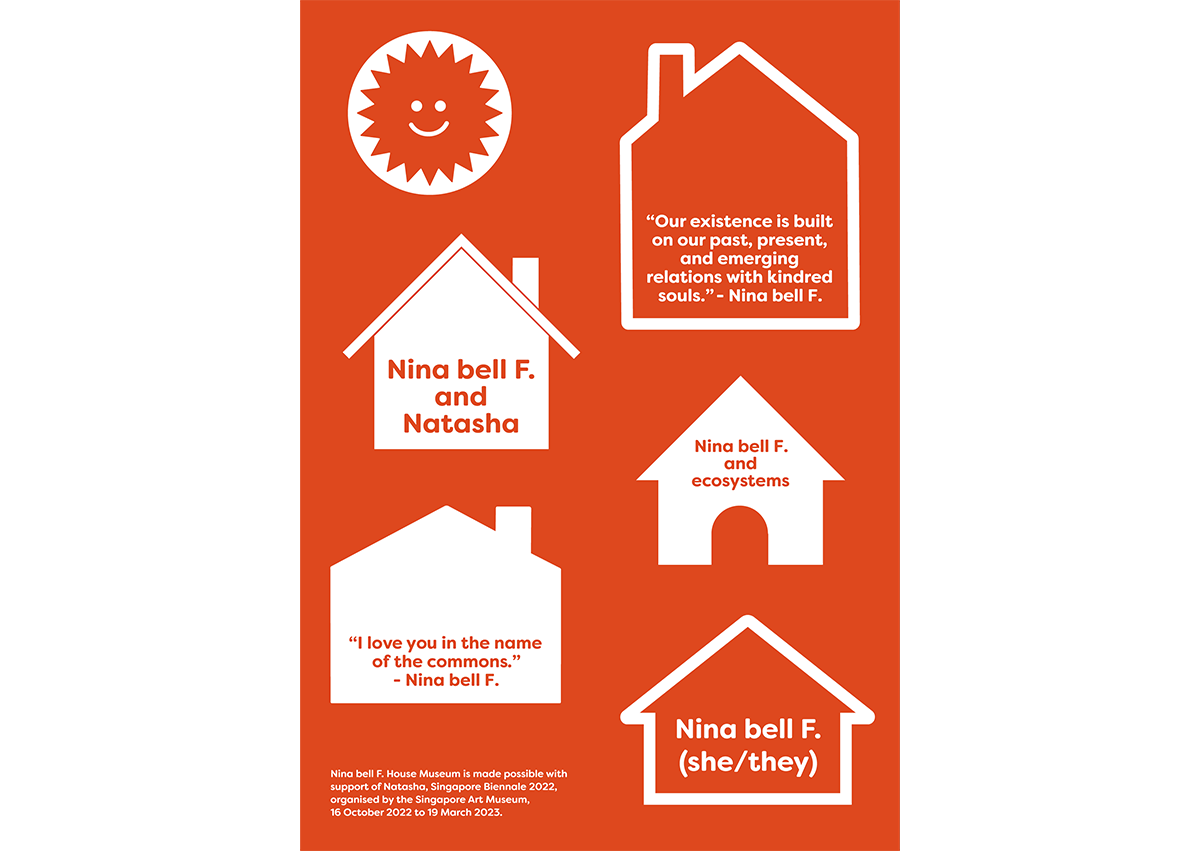 “Our existence is built
on our past, present,
and emerging
relations with kindred
souls.” - Nina bell F.
Nina bell F.
and
Natasha
Nina bell F.
and
ecosystems
“I love you in the name
of the commons.”
- Nina bell F.
Nina bell F.
(she/they)
Nina bell F. House Museum is made possible with
support of Natasha, Singapore Biennale 2022,
organised by the Singapore Art Museum,
16 October 2022 to 19 March 2023.